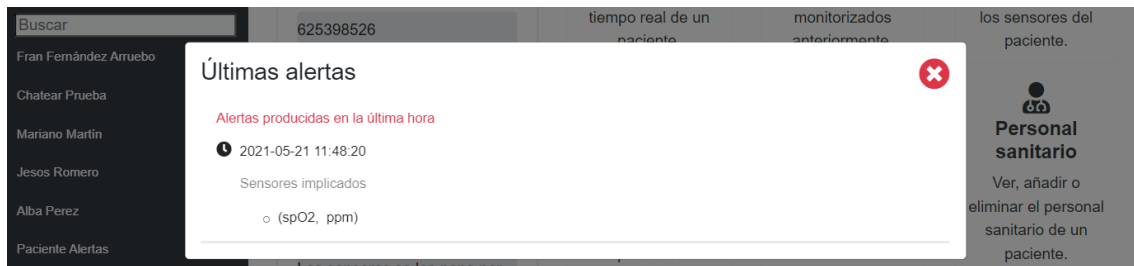 Buscar
Fran Fernández Arruebo
Chatear Prueba
Mariano Martín
Jesos Romero
Alba Perez
Paciente Alertas
625398526
tiempo real de un
paciente.
monitorizados
anteriormente.
los sensores del
paciente.
Últimas alertas
Alertas producidas en la última hora
2021-05-21 11:48:20
Sensores implicados
(spO2, ppm)
Personal
sanitario
Ver, añadir o
eliminar el personal
sanitario de un
paciente.